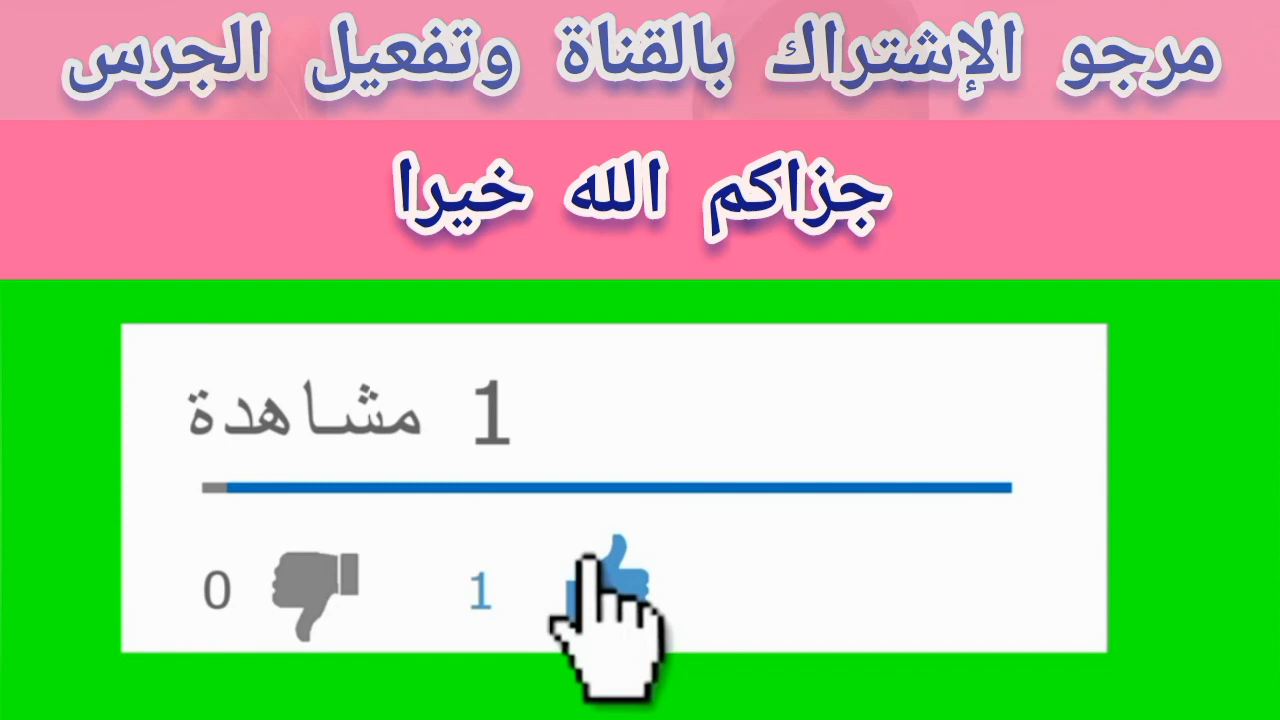 مرجو الإشتراك بالقناة وتفعيل الجرس
جزاكم الله خيرا
1 مشاهدة
1 0